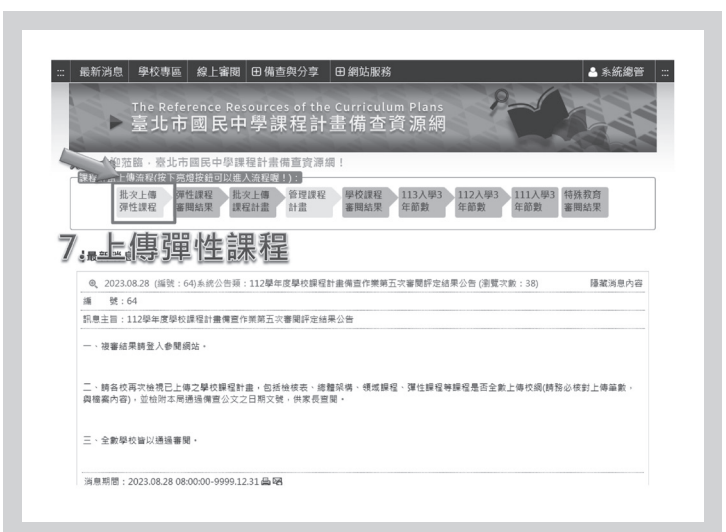 ::: 最新消息 學校專區 線上審閱 田備查與分享 田網站服務 系統總管 :::
The Reference Resources of the Curriculum Plans
臺北市國民中學課程計畫備查資源網
迎蒞臨，臺北市國民中學課程計畫備查資源網！
上傳流程(按下亮燈按鈕可以進入流程喔！)：
批次上傳 彈性課程 批次上傳 管理課程 學校課程 113入學3 112入學3 111入學3 特殊教育
彈性課程 審閱結果 課程計畫 計畫 審閱結果 年節數 年節數 年節數 審閱結果
7.上傳彈性課程
2023.08.28 (編號：64)系統公告類：112學年度學校課程計畫備查作業第五次審閱評定結果公告 (瀏覽次數：38) 隱藏消息內容
編 號：64
訊息主旨：112學年度學校課程計畫備查作業第五次審閱評定結果公告
一、複審結果請登入參閱網站。
二、請各校再次檢視已上傳之學校課程計畫，包括檢核表、總體架構、領域課程、彈性課程等課程是否全數上傳校網(請務必核對上傳筆數，
與檔案內容)，並檢附本局通過備查公文之日期文號，供家長查閱。
三、全數學校皆以通過審閱。
消息期間：2023.08.28 08:00:00-9999.12.31